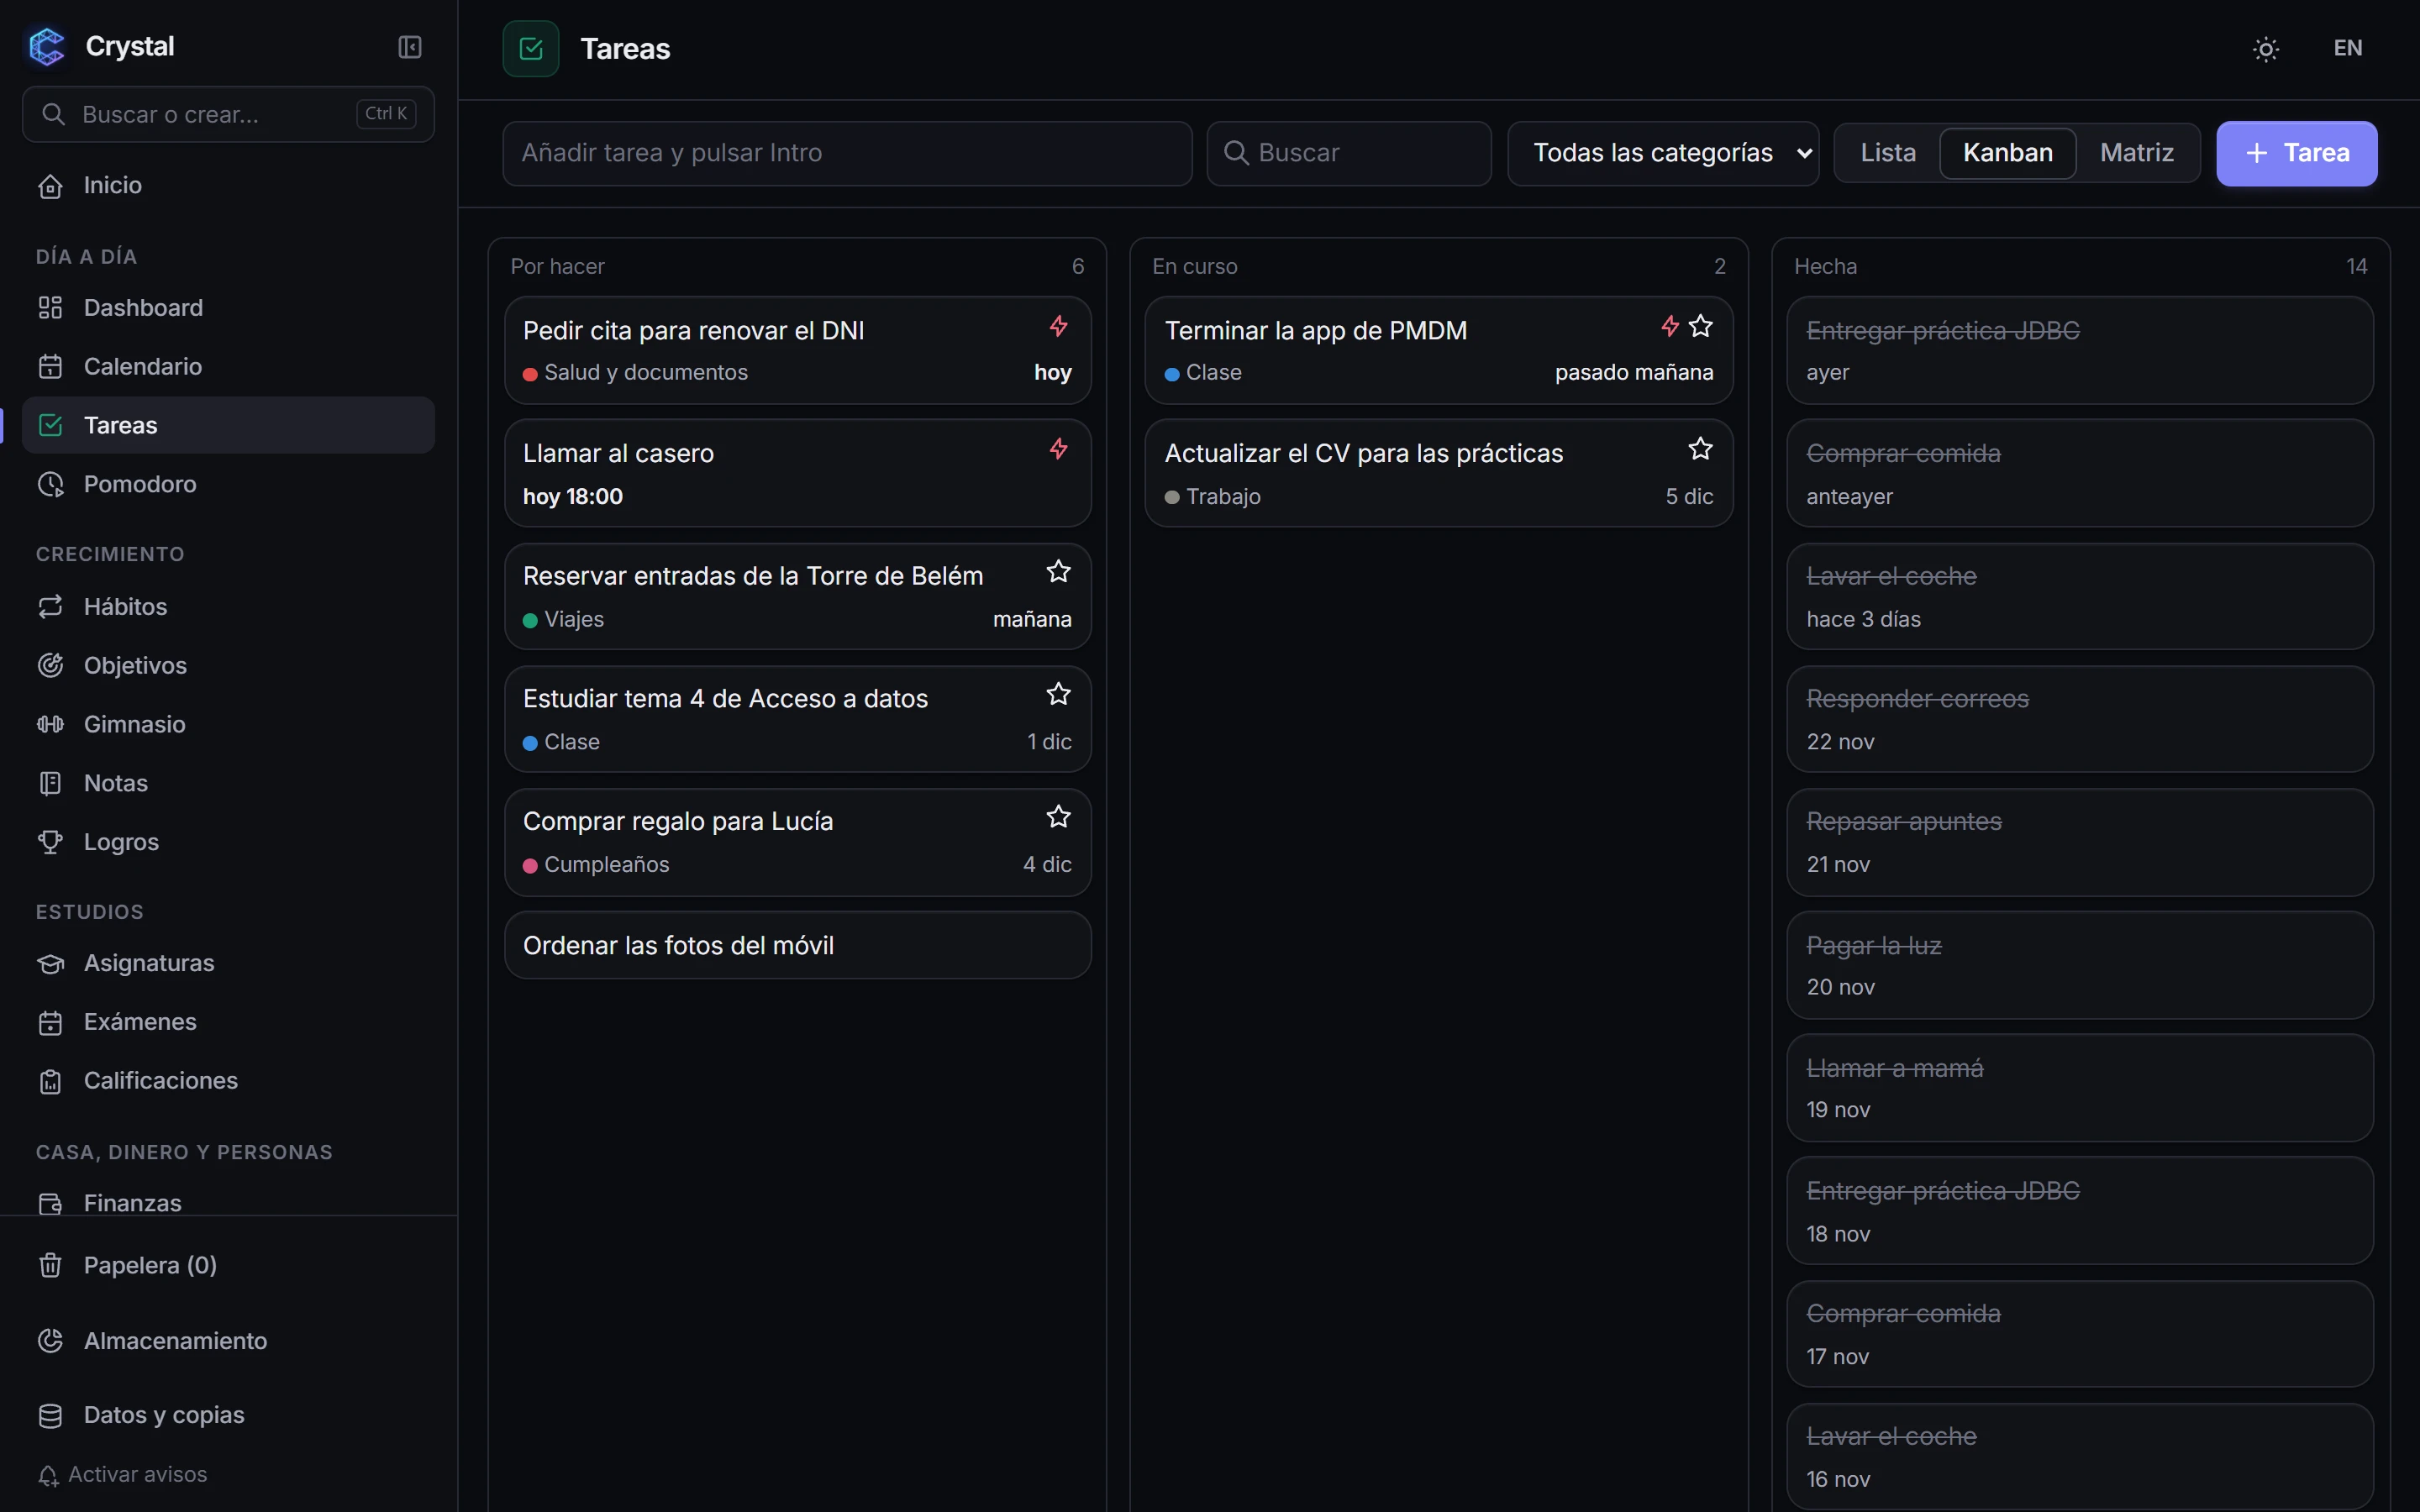 Crystal
Buscar o crear...
Ctrl K
Inicio
DÍA A DÍA
Dashboard
Calendario
Tareas
Pomodoro
CRECIMIENTO
Hábitos
Objetivos
Gimnasio
Notas
Logros
ESTUDIOS
Asignaturas
Exámenes
Calificaciones
CASA, DINERO Y PERSONAS
Finanzas
Papelera (0)
Almacenamiento
Datos y copias
Activar avisos
Tareas
EN
Añadir tarea y pulsar Intro
Buscar
Todas las categorías
Lista
Kanban
Matriz
+ Tarea
Por hacer 6
Pedir cita para renovar el DNI
Salud y documentos hoy
Llamar al casero
hoy 18:00
Reservar entradas de la Torre de Belém
Viajes mañana
Estudiar tema 4 de Acceso a datos
Clase 1 dic
Comprar regalo para Lucía
Cumpleaños 4 dic
Ordenar las fotos del móvil
En curso 2
Terminar la app de PMDM
Clase pasado mañana
Actualizar el CV para las prácticas
Trabajo 5 dic
Hecha 14
Entregar práctica JDBC
ayer
Comprar comida
anteayer
Lavar el coche
hace 3 días
Responder correos
22 nov
Repasar apuntes
21 nov
Pagar la luz
20 nov
Llamar a mamá
19 nov
Entregar práctica JDBC
18 nov
Comprar comida
17 nov
Lavar el coche
16 nov